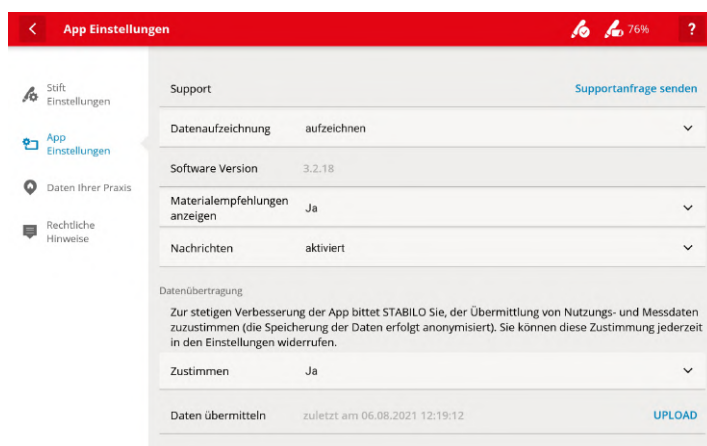 App Einstellungen
76%
?
Stift
Einstellungen
App
Einstellungen
Daten Ihrer Praxis
Rechtliche
Hinweise
Support
Supportanfrage senden
Datenaufzeichnung aufzeichnen
Software Version 3.2.18
Materialempfehlungen
anzeigen
Ja
Nachrichten aktiviert
Datenübertragung
Zur stetigen Verbesserung der App bittet STABILO Sie, der Übermittlung von Nutzungs- und Messdaten
zuzustimmen (die Speicherung der Daten erfolgt anonymisiert). Sie können diese Zustimmung jederzeit
in den Einstellungen widerrufen.
Zustimmen Ja
Daten übermitteln zuletzt am 06.08.2021 12:19:12 UPLOAD